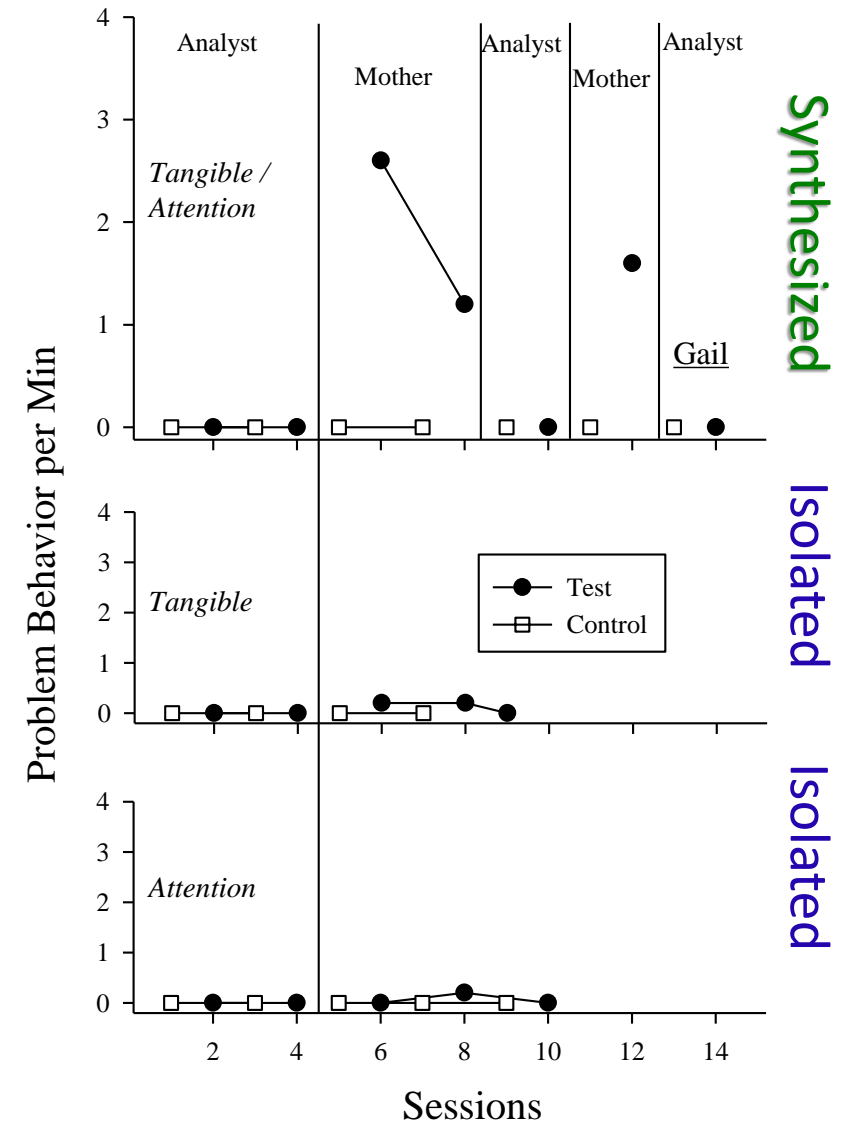 4
Analyst
Analyst
Analyst
Mother
Mother
3
Tangible /
Attention
2
1
Gail
0
Synthesized
Problem Behavior per Min
4
3
Tangible
2
1
0
Test
Control
Isolated
4
3
Attention
2
1
0
Isolated
2 4 6 8 10 12 14
Sessions